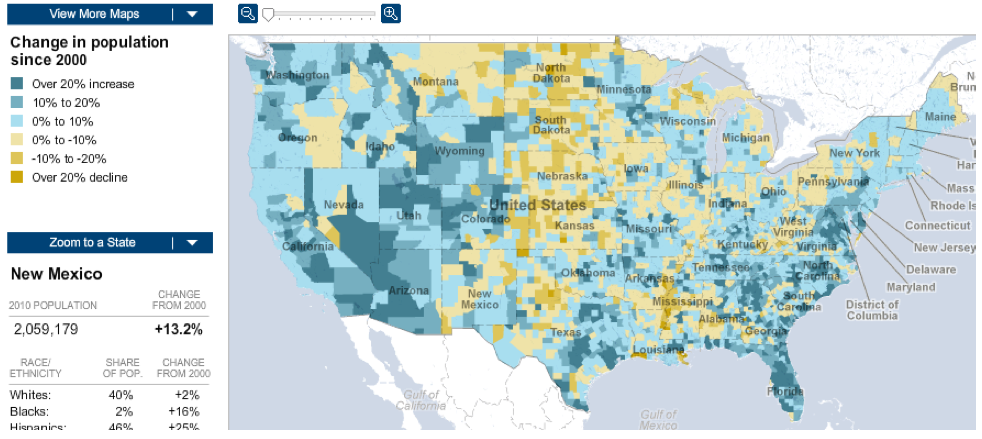 View More Maps
Change in population
since 2000
Over 20% increase
10% to 20%
0% to 10%
0% to -10%
-10% to -20%
Over 20% decline
Zoom to a State
New Mexico
2010 POPULATION
CHANGE
FROM 2000
2,059,179
+13.2%
RACE/
ETHNICITY
SHARE
OF POP.
CHANGE
FROM 2000
Whites:
40%
+2%
Blacks:
2%
+16%
Hispanics:
46%
+25%
Washington
Montana
North
Dakota
Minnesota
Oregon
Idaho
Wyoming
South
Dakota
Wisconsin
Michigan
Maine
New York
Nebraska
Iowa
Illinois
Indiana
Ohio
Pennsylvania
Nevada
Utah
Colorado
United States
Kansas
Missouri
Kentucky
West
Virginia
Virginia
California
Arizona
New
Mexico
Oklahoma
Arkansas
Tennessee
North
Carolina
South
Carolina
Mississippi
Alabama
Georgia
Texas
Louisiana
Florida
Mass
Rhode Is
Connecticut
New Jersey
Delaware
Maryland
District of
Columbia
Gulf of
California
Gulf of
Mexico